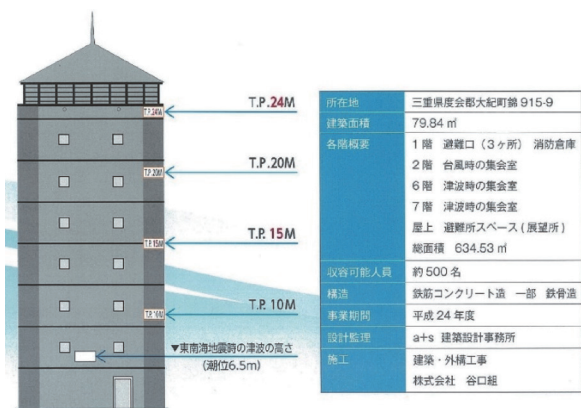 T.P.24M
T.P.20M
T.P.15M
T.P.10M
T.P.24M
T.P.20M
T.P.15M
T.P.10M
▼東南海地震時の津波の高さ
(潮位6.5m)
所在地 三重県度会郡大紀町錦 915-9
建築面積 79.84 ㎡
各階概要 1 階 避難口（3ヶ所） 消防倉庫
2 階 台風時の集会室
6 階 津波時の集会室
7 階 津波時の集会室
屋上 避難所スペース(展望所)
総面積 634.53 ㎡
収容可能人員 約 500 名
構造 鉄筋コンクリート造 一部 鉄骨造
事業期間 平成 24 年度
設計監理 a+s 建築設計事務所
施工 建築・外構工事
株式会社 谷口組